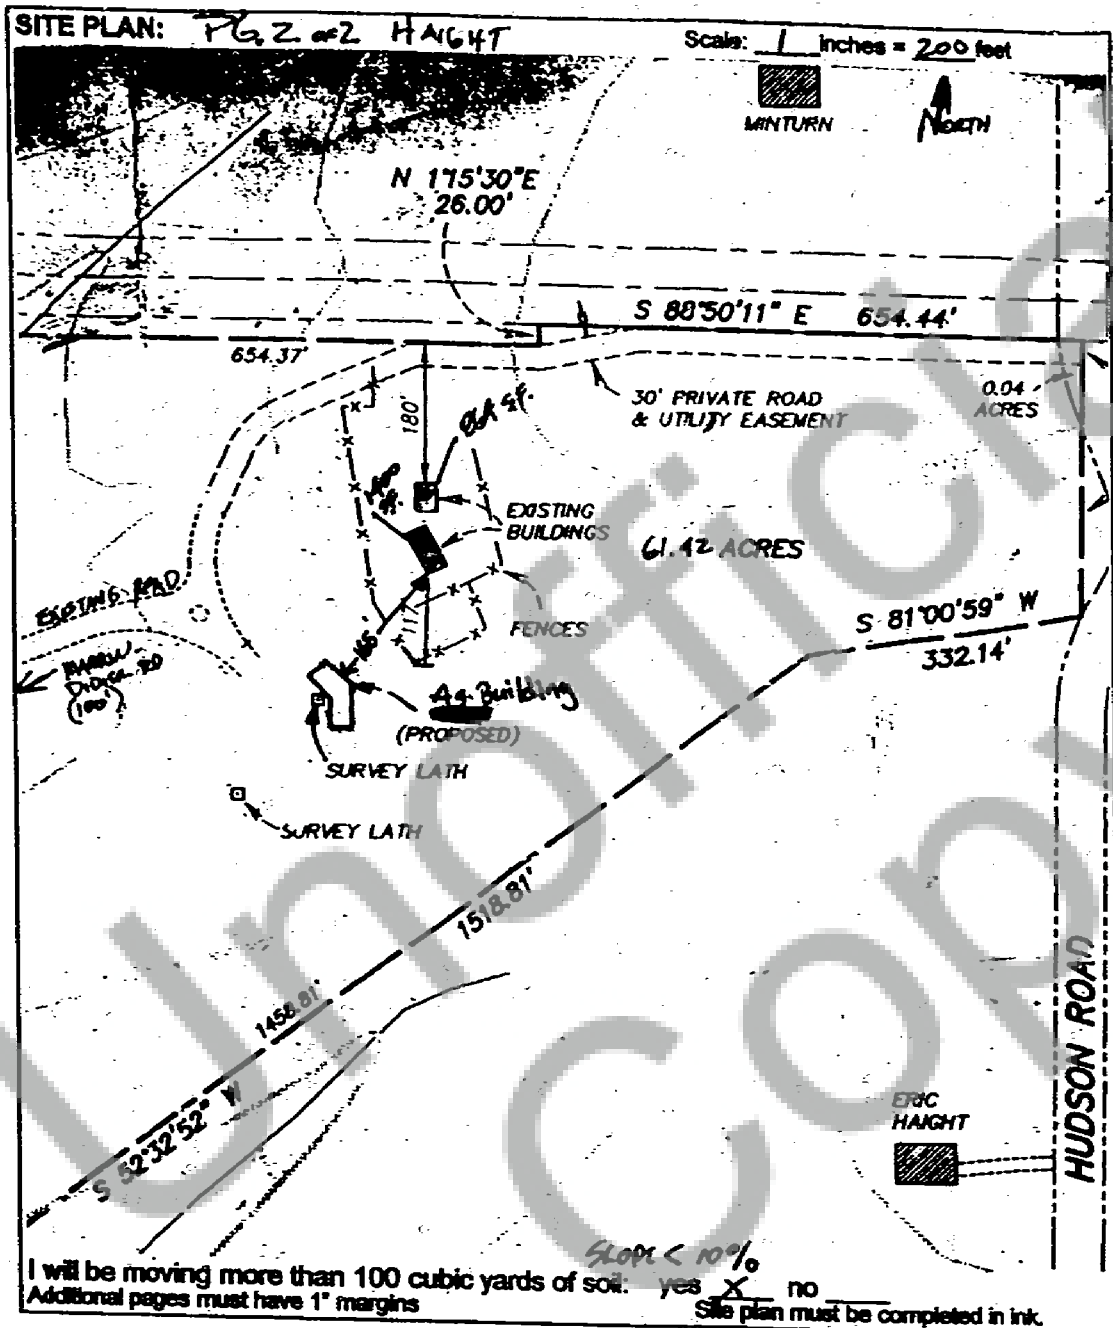 SITE PLAN: PG. 2 of 2 HAIGHT
Scale: 1 inches = 200 feet
MINTURN
NORTH
N 1°15'30"E
26.00'
S 88°50'11" E 654.44'
654.37'
30' PRIVATE ROAD
& UTILITY EASEMENT
0.04
ACRES
180'
EXISTING
BUILDINGS
61.42 ACRES
EXISTING ROAD
FENCES
117'
165'
S 81°00'59" W
332.14'
Ag. Building
(PROPOSED)
SURVEY LATH
SURVEY LATH
1518.81'
1458.81'
S 52°32'52" W
HUDSON ROAD
ERIC
HAIGHT
SLOPE < 10%
I will be moving more than 100 cubic yards of soil: yes X no
Additional pages must have 1" margins
Site plan must be completed in ink.
Unofficial
Copy